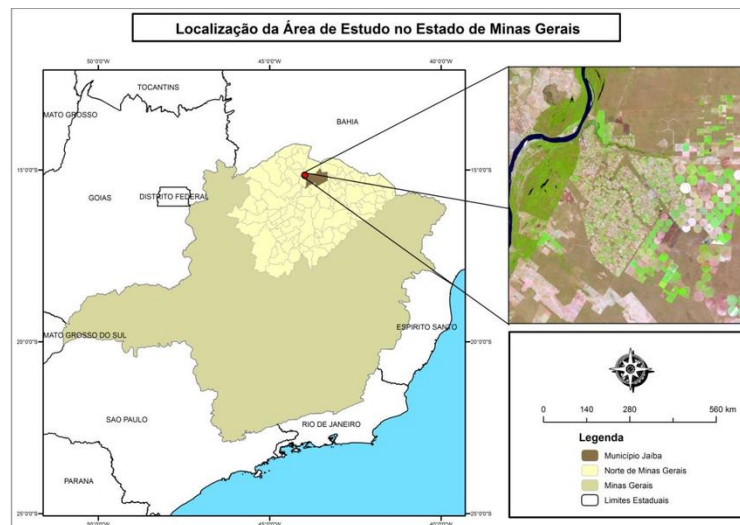 Localização da Área de Estudo no Estado de Minas Gerais
50°0'0"W
45°0'0"W
40°0'0"W
TOCANTINS
MATO GROSSO
BAHIA
15°0'0"S
15°0'0"S
GOIAS
DISTRITO FEDERAL
ESPIRITO SANTO
MATO GROSSO DO SUL
20°0'0"S
20°0'0"S
SAO PAULO
RIO DE JANEIRO
PARANA
25°0'0"S
25°0'0"S
50°0'0"W
45°0'0"W
40°0'0"W
0 140 280 560 km
Legenda
Município Jaíba
Norte de Minas Gerais
Minas Gerais
Limites Estaduais